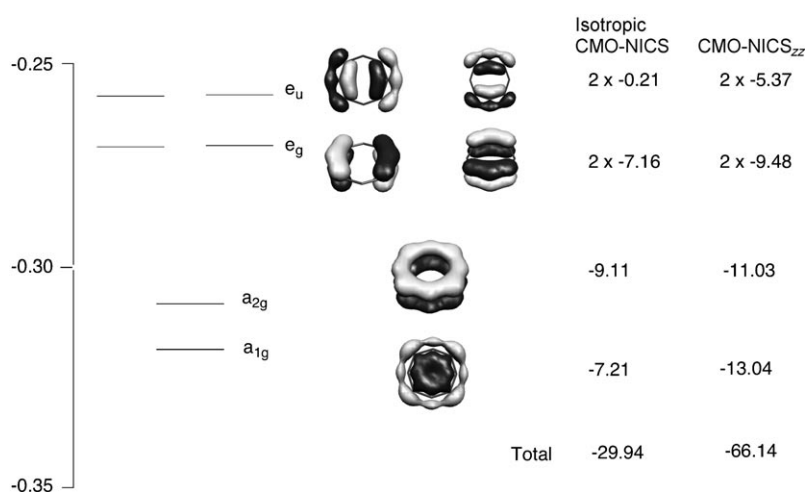 Isotropic
CMO-NICS CMO-NICSzz
-0.25
eu 2 x -0.21 2 x -5.37
eg 2 x -7.16 2 x -9.48
-0.30
a2g -9.11 -11.03
a1g -7.21 -13.04
Total -29.94 -66.14
-0.35